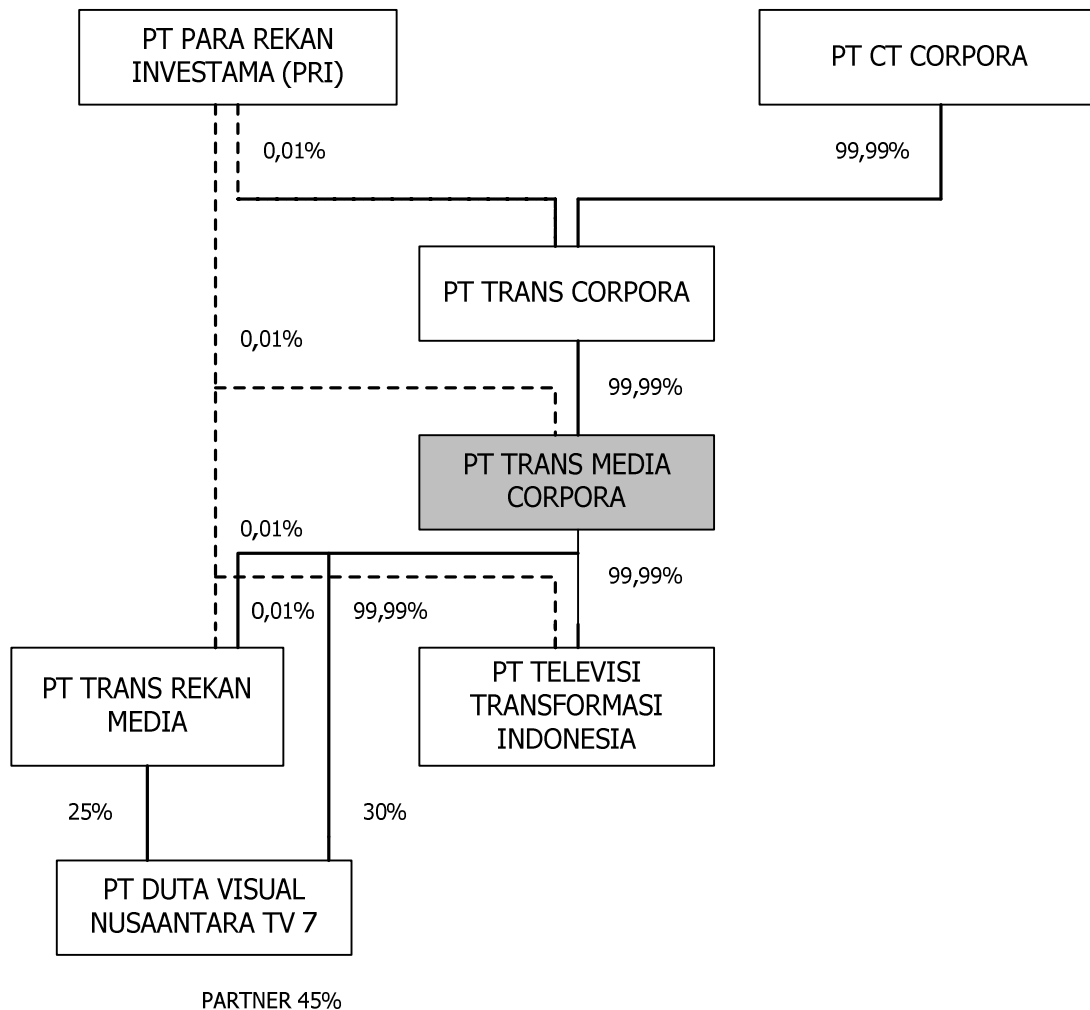 PT PARA REKAN
INVESTAMA (PRI)
PT CT CORPORA
0,01%
99,99%
PT TRANS CORPORA
0,01%
99,99%
PT TRANS MEDIA
CORPORA
0,01%
99,99%
0,01%
99,99%
PT TRANS REKAN
MEDIA
PT TELEVISI
TRANSFORMASI
INDONESIA
25%
30%
PT DUTA VISUAL
NUSAANTARA TV 7
PARTNER 45%